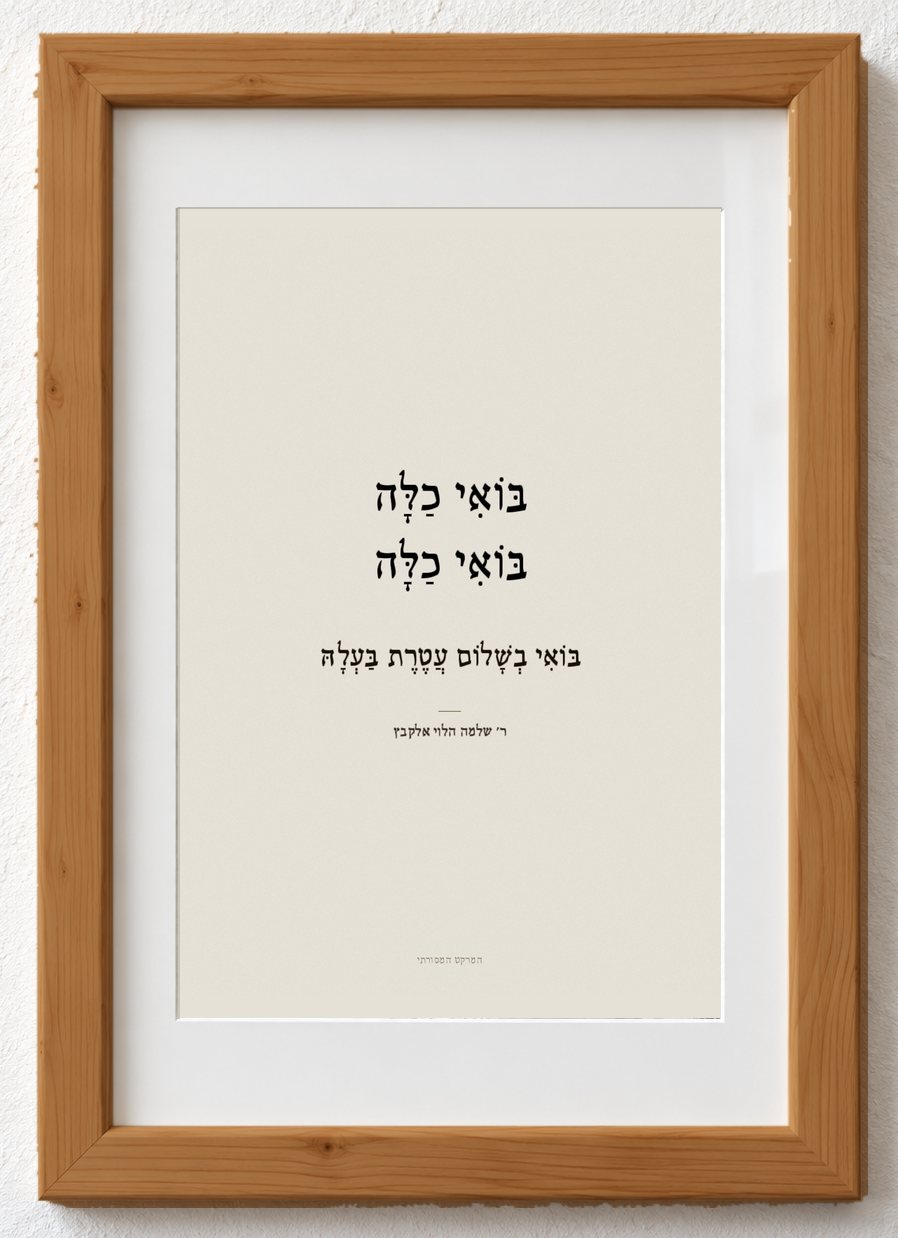 בּוֹאִי כַלָּה
בּוֹאִי כַלָּה
בּוֹאִי בְשָׁלוֹם עֲטֶרֶת בַּעְלָהּ
ר׳ שלמה הלוי אלקבץ
המרקט המסורתי